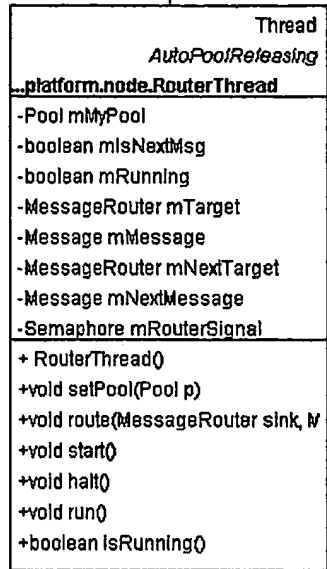 Thread
AutoPoolReleasing
...platform.node.RouterThread
-Pool mMyPool
-boolean mIsNextMsg
-boolean mRunning
-MessageRouter mTarget
-Message mMessage
-MessageRouter mNextTarget
-Message mNextMessage
-Semaphore mRouterSignal
+ RouterThread()
+void setPool(Pool p)
+void route(MessageRouter sink, M
+void start()
+void halt()
+void run()
+boolean isRunning()